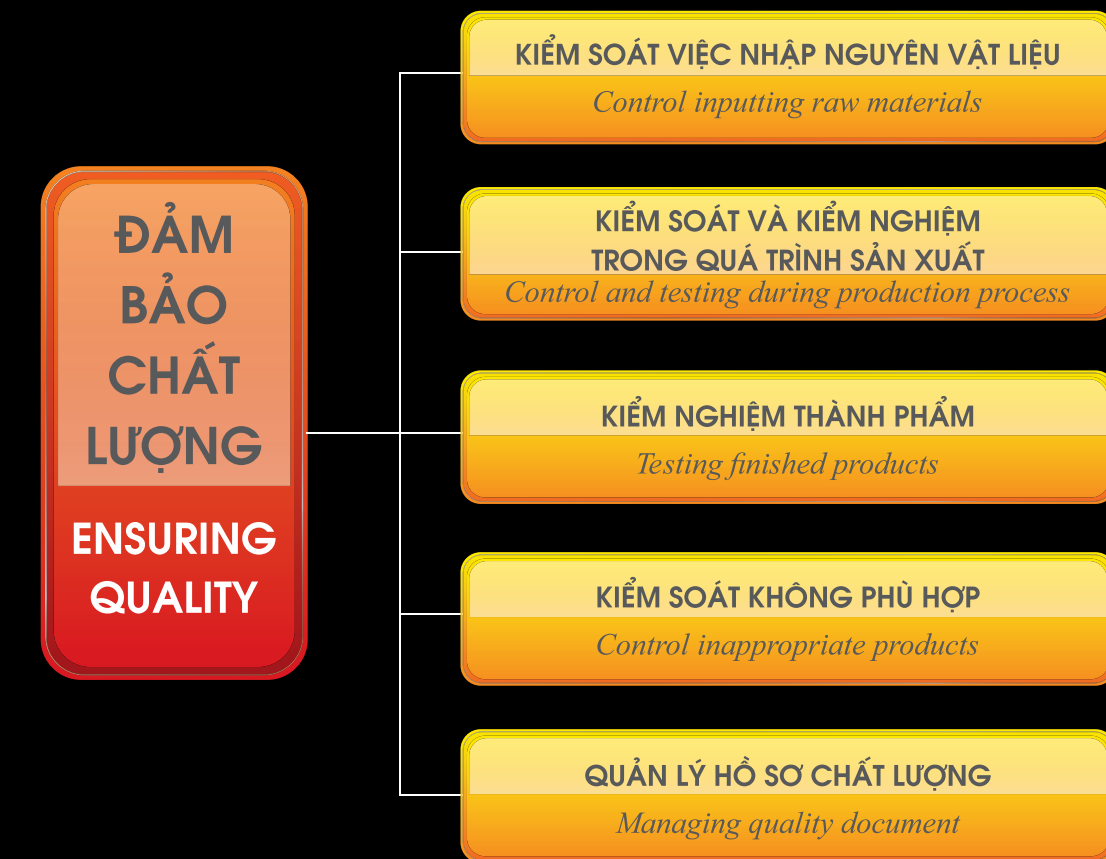 ĐẢM
BẢO
CHẤT
LƯỢNG
ENSURING
QUALITY
KIỂM SOÁT VIỆC NHẬP NGUYÊN VẬT LIỆU
Control inputting raw materials
KIỂM SOÁT VÀ KIỂM NGHIỆM
TRONG QUÁ TRÌNH SẢN XUẤT
Control and testing during production process
KIỂM NGHIỆM THÀNH PHẨM
Testing finished products
KIỂM SOÁT KHÔNG PHÙ HỢP
Control inappropriate products
QUẢN LÝ HỒ SƠ CHẤT LƯỢNG
Managing quality document